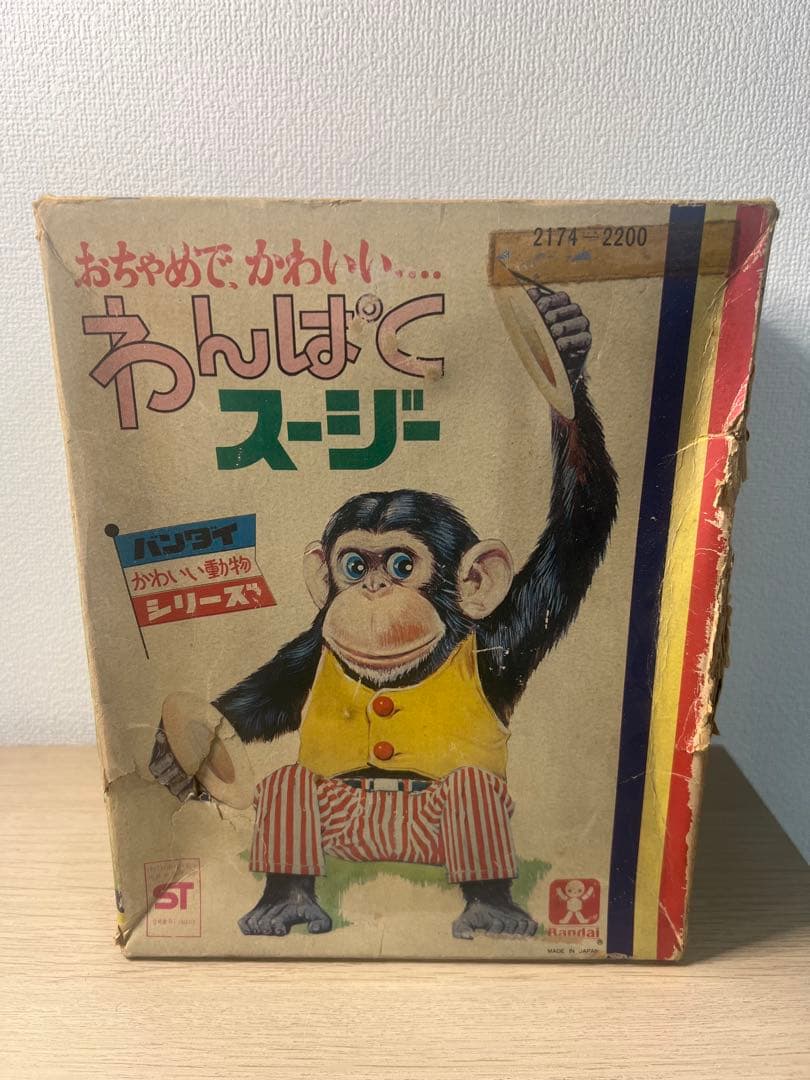 2174-2200
おちゃめで、かわいい....
わんぱく
スージー
バンダイ
かわいい動物
シリーズ
ST
Bandai
®
MADE IN JAPAN